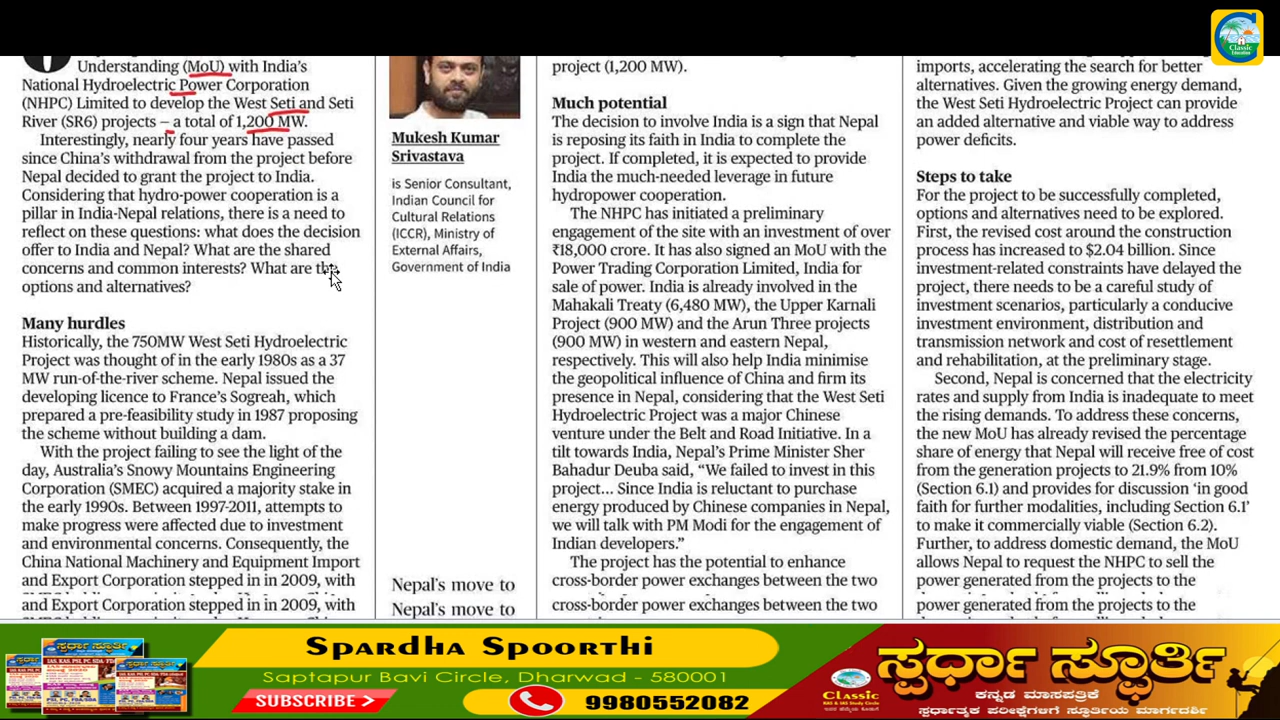 Understanding (MoU) with India's
National Hydroelectric Power Corporation
(NHPC) Limited to develop the West Seti and Seti
River (SR6) projects – a total of 1,200 MW.
Interestingly, nearly four years have passed
since China's withdrawal from the project before
Nepal decided to grant the project to India.
Considering that hydro-power cooperation is a
pillar in India-Nepal relations, there is a need to
reflect on these questions: what does the decision
offer to India and Nepal? What are the shared
concerns and common interests? What are the
options and alternatives?
Many hurdles
Historically, the 750MW West Seti Hydroelectric
Project was thought of in the early 1980s as a 37
MW run-of-the-river scheme. Nepal issued the
developing licence to France's Sogreah, which
prepared a pre-feasibility study in 1987 proposing
the scheme without building a dam.
With the project failing to see the light of the
day, Australia's Snowy Mountains Engineering
Corporation (SMEC) acquired a majority stake in
the early 1990s. Between 1997-2011, attempts to
make progress were affected due to investment
and environmental concerns. Consequently, the
China National Machinery and Equipment Import
and Export Corporation stepped in in 2009, with
and Export Corporation stepped in in 2009, with
Mukesh Kumar
Srivastava
is Senior Consultant,
Indian Council for
Cultural Relations
(ICCR), Ministry of
External Affairs,
Government of India
Nepal's move to
Nepal's move to
project (1,200 MW).
Much potential
The decision to involve India is a sign that Nepal
is reposing its faith in India to complete the
project. If completed, it is expected to provide
India the much-needed leverage in future
hydropower cooperation.
The NHPC has initiated a preliminary
engagement of the site with an investment of over
₹18,000 crore. It has also signed an MoU with the
Power Trading Corporation Limited, India for
sale of power. India is already involved in the
Mahakali Treaty (6,480 MW), the Upper Karnali
Project (900 MW) and the Arun Three projects
(900 MW) in western and eastern Nepal,
respectively. This will also help India minimise
the geopolitical influence of China and firm its
presence in Nepal, considering that the West Seti
Hydroelectric Project was a major Chinese
venture under the Belt and Road Initiative. In a
tilt towards India, Nepal's Prime Minister Sher
Bahadur Deuba said, “We failed to invest in this
project... Since India is reluctant to purchase
energy produced by Chinese companies in Nepal,
we will talk with PM Modi for the engagement of
Indian developers.”
The project has the potential to enhance
cross-border power exchanges between the two
cross-border power exchanges between the two
imports, accelerating the search for better
alternatives. Given the growing energy demand,
the West Seti Hydroelectric Project can provide
an added alternative and viable way to address
power deficits.
Steps to take
For the project to be successfully completed,
options and alternatives need to be explored.
First, the revised cost around the construction
process has increased to $2.04 billion. Since
investment-related constraints have delayed the
project, there needs to be a careful study of
investment scenarios, particularly a conducive
investment environment, distribution and
transmission network and cost of resettlement
and rehabilitation, at the preliminary stage.
Second, Nepal is concerned that the electricity
rates and supply from India is inadequate to meet
the rising demands. To address these concerns,
the new MoU has already revised the percentage
share of energy that Nepal will receive free of cost
from the generation projects to 21.9% from 10%
(Section 6.1) and provides for discussion ‘in good
faith for further modalities, including Section 6.1’
to make it commercially viable (Section 6.2).
Further, to address domestic demand, the MoU
allows Nepal to request the NHPC to sell the
power generated from the projects to the
power generated from the projects to the
Classic
Education
Spardha Spoorthi
Saptapur Bavi Circle, Dharwad - 580001
SUBSCRIBE
9980552082
Classic
KAS & IAS Study Circle
ಸ್ಪರ್ಧಾ ಸ್ಫೂರ್ತಿ
ಕನ್ನಡ ಮಾಸಪತ್ರಿಕೆ
ಸ್ಪರ್ಧಾತ್ಮಕ ಪರೀಕ್ಷೆಗಳಿಗೆ ಸ್ಫೂರ್ತಿಯ ಮಾರ್ಗದರ್ಶಿ